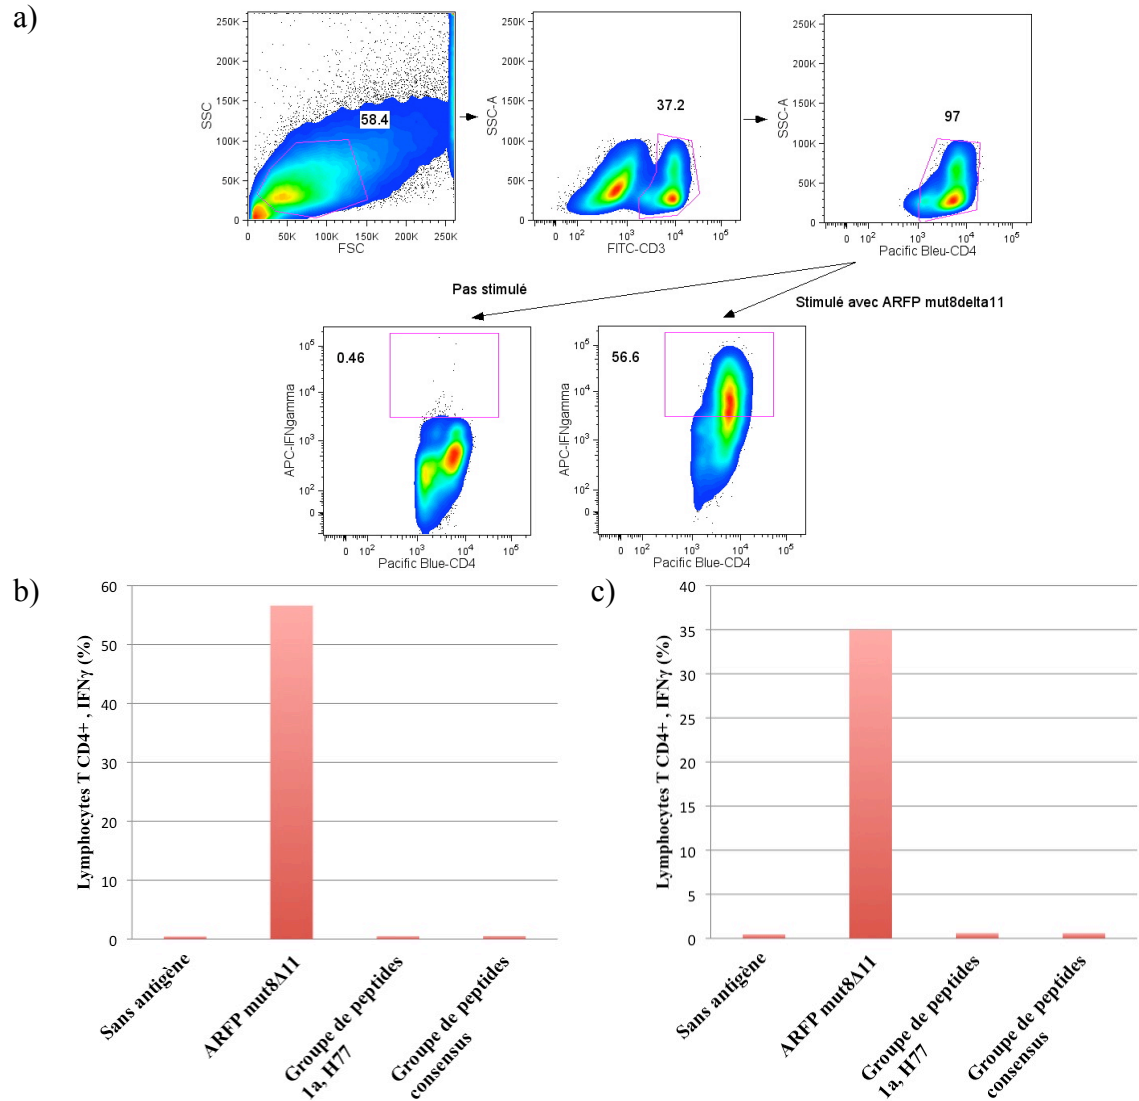 a)
250K
200K
150K
100K
50K
0
SSC
58.4
0 50K 100K 150K 200K 250K
FSC
250K
200K
150K
100K
50K
0
SSC-A
37.2
0 10² 10³ 10⁴ 10⁵
FITC-CD3
250K
200K
150K
100K
50K
0
SSC-A
97
0 10² 10³ 10⁴ 10⁵
Pacific Bleu-CD4
Pas stimulé
Stimulé avec ARFP mut8delta11
10⁵
10⁴
10³
10²
0
APC-IFNgamma
0.46
0 10² 10³ 10⁴ 10⁵
Pacific Blue-CD4
10⁵
10⁴
10³
10²
0
APC-IFNgamma
56.6
0 10² 10³ 10⁴ 10⁵
Pacific Blue-CD4
b)
Lymphocytes T CD4+ , IFNγ (%)
60
50
40
30
20
10
0
Sans antigène
ARFP mut8Δ11
Groupe de peptides
1a, H77
Groupe de peptides
consensus
c)
Lymphocytes T CD4+ , IFNγ (%)
40
35
30
25
20
15
10
5
0
Sans antigène
ARFP mut8Δ11
Groupe de peptides
1a, H77
Groupe de peptides
consensus